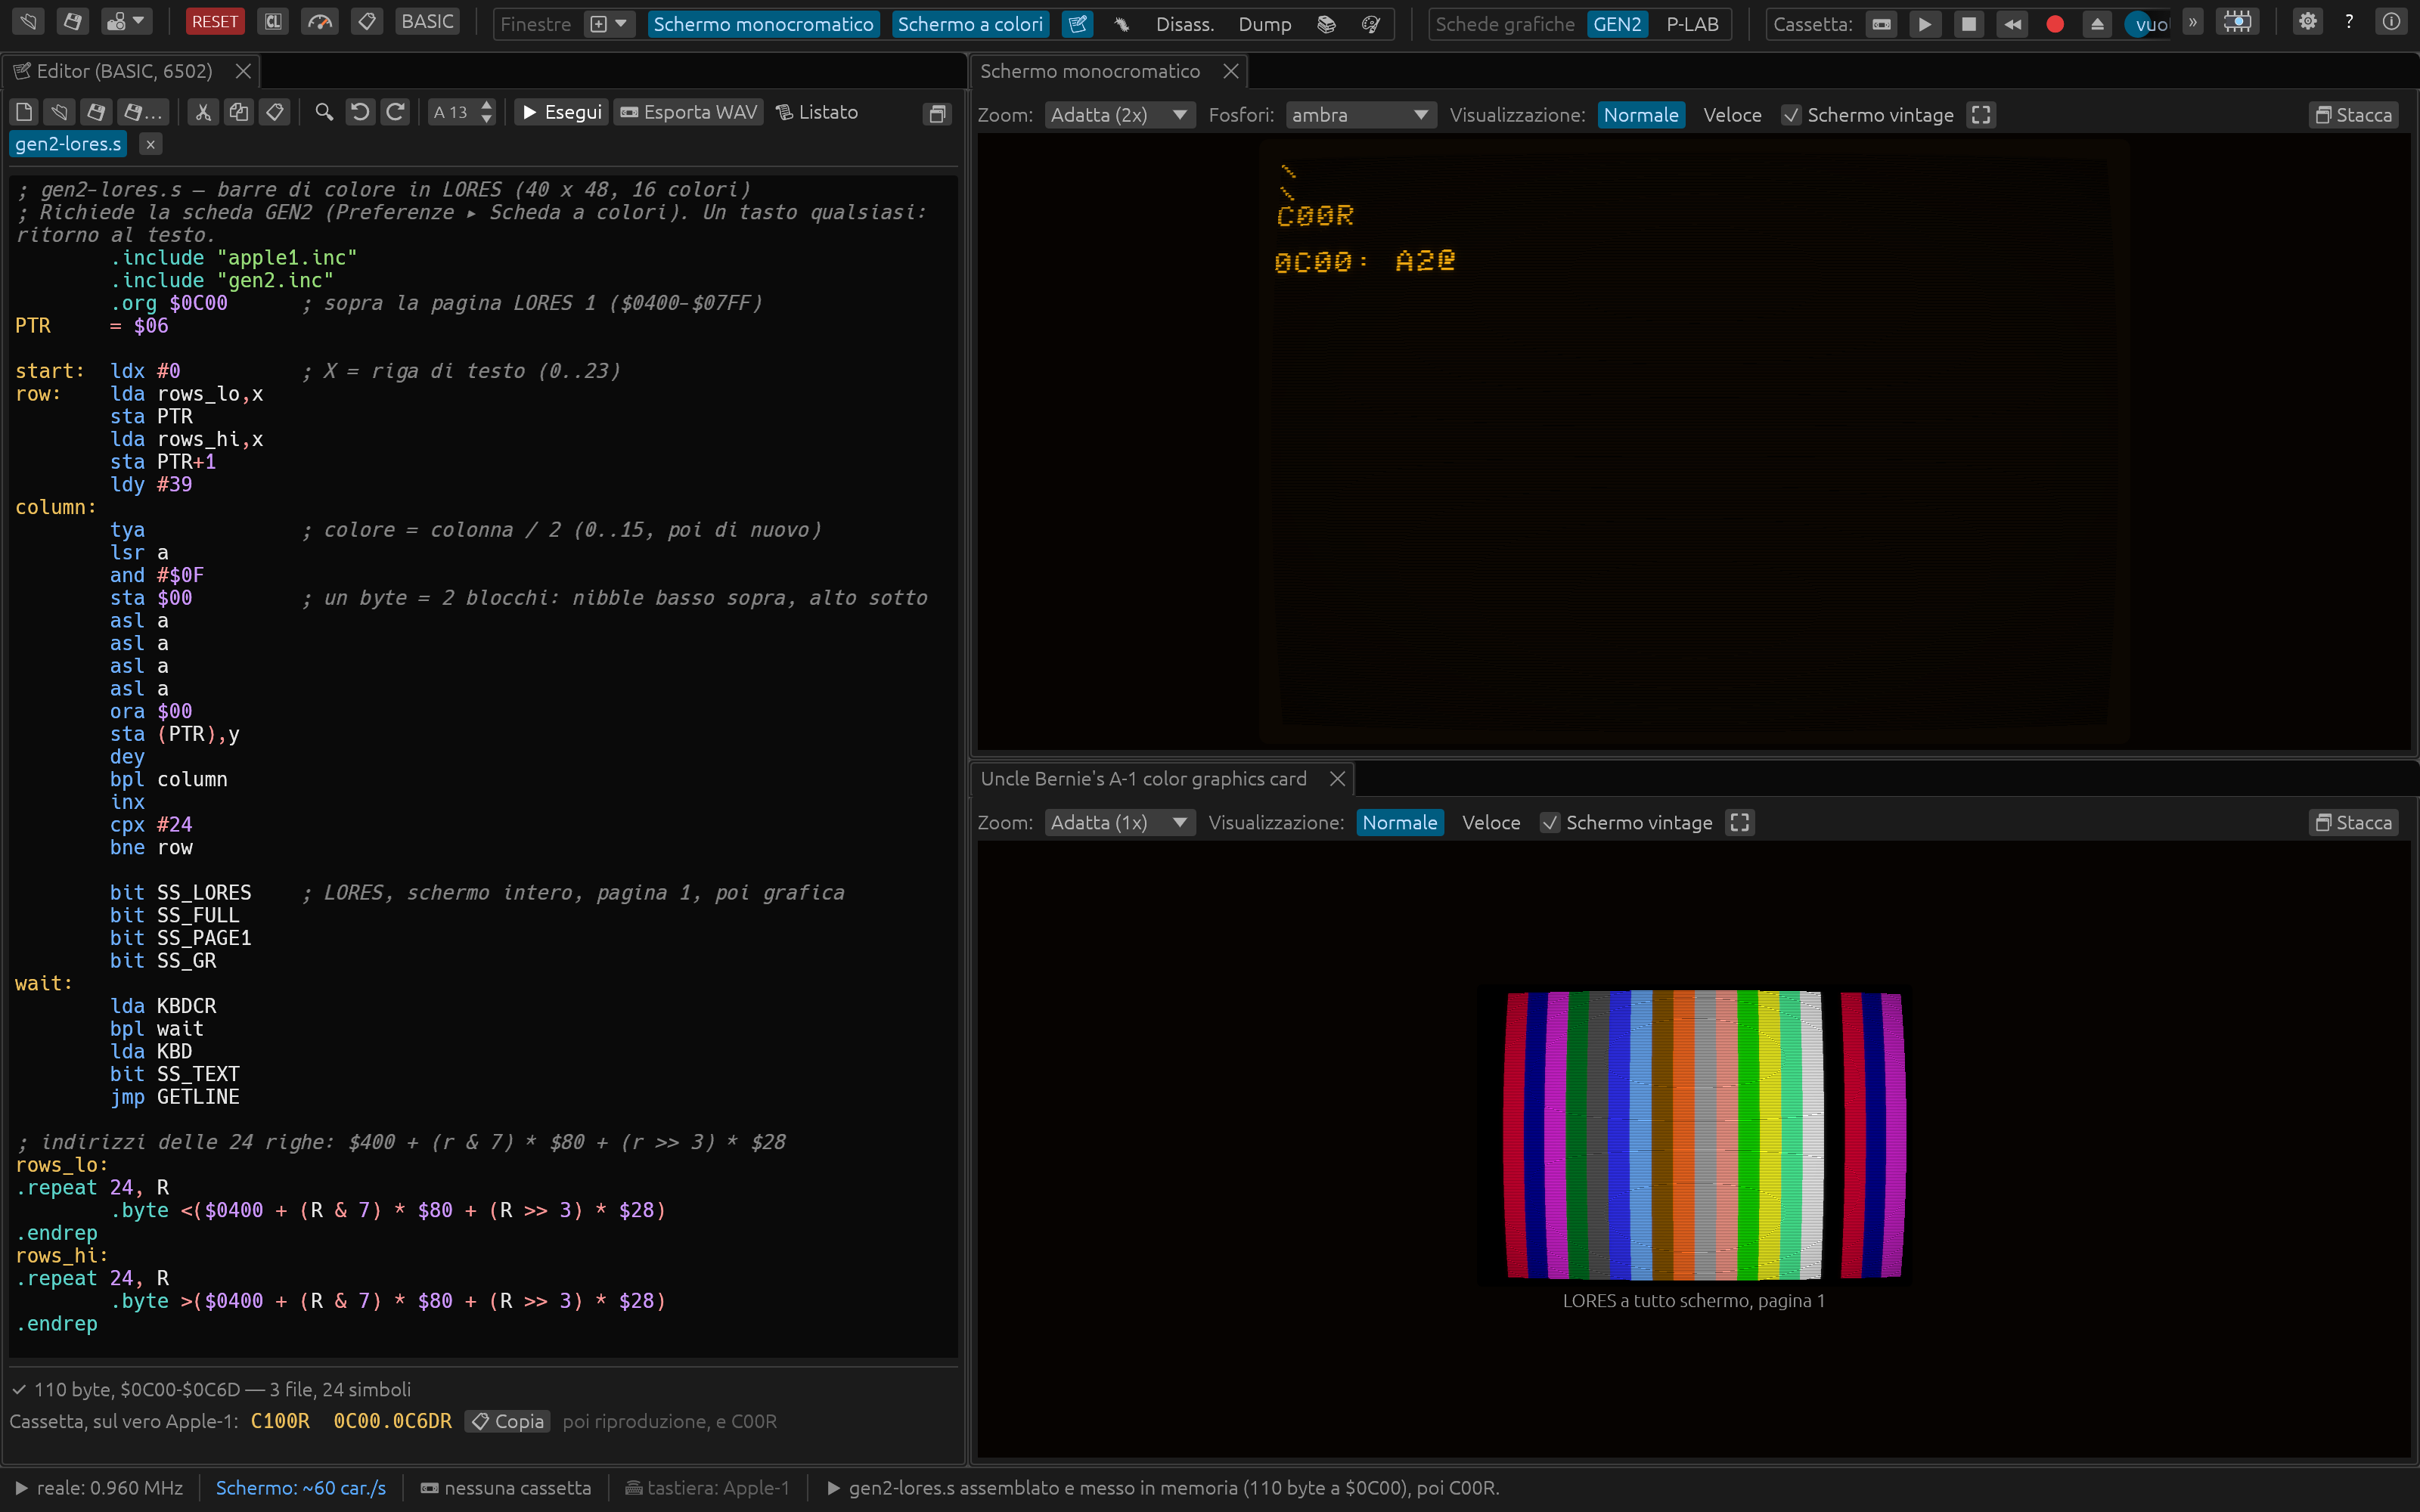 RESET CL BASIC Finestre Schermo monocromatico Schermo a colori Disass. Dump Schede grafiche GEN2 P-LAB Cassetta: » ?
Editor (BASIC, 6502)
... A 13 Esegui Esporta WAV Listato
gen2-lores.s x
; gen2-lores.s — barre di colore in LORES (40 x 48, 16 colori)
; Richiede la scheda GEN2 (Preferenze ▸ Scheda a colori). Un tasto qualsiasi:
ritorno al testo.
.include "apple1.inc"
.include "gen2.inc"
.org $0C00 ; sopra la pagina LORES 1 ($0400-$07FF)
PTR = $06
start: ldx #0 ; X = riga di testo (0..23)
row: lda rows_lo,x
sta PTR
lda rows_hi,x
sta PTR+1
ldy #39
column:
tya ; colore = colonna / 2 (0..15, poi di nuovo)
lsr a
and #$0F
sta $00 ; un byte = 2 blocchi: nibble basso sopra, alto sotto
asl a
asl a
asl a
asl a
ora $00
sta (PTR),y
dey
bpl column
inx
cpx #24
bne row
bit SS_LORES ; LORES, schermo intero, pagina 1, poi grafica
bit SS_FULL
bit SS_PAGE1
bit SS_GR
wait:
lda KBDCR
bpl wait
lda KBD
bit SS_TEXT
jmp GETLINE
; indirizzi delle 24 righe: $400 + (r & 7) * $80 + (r >> 3) * $28
rows_lo:
.repeat 24, R
.byte <($0400 + (R & 7) * $80 + (R >> 3) * $28)
.endrep
rows_hi:
.repeat 24, R
.byte >($0400 + (R & 7) * $80 + (R >> 3) * $28)
.endrep
✓ 110 byte, $0C00-$0C6D — 3 file, 24 simboli
Cassetta, sul vero Apple-1: C100R 0C00.0C6DR Copia poi riproduzione, e C00R
Schermo monocromatico
Zoom: Adatta (2x) Fosfori: ambra Visualizzazione: Normale Veloce ✓ Schermo vintage Stacca
\
\
C00R
0C00: A2@
Uncle Bernie's A-1 color graphics card
Zoom: Adatta (1x) Visualizzazione: Normale Veloce ✓ Schermo vintage Stacca
LORES a tutto schermo, pagina 1
reale: 0.960 MHz Schermo: ~60 car./s nessuna cassetta tastiera: Apple-1 gen2-lores.s assemblato e messo in memoria (110 byte a $0C00), poi C00R.